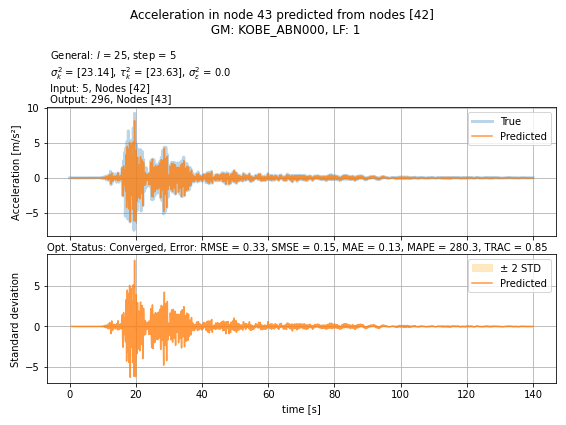 Acceleration in node 43 predicted from nodes [42]
GM: KOBE_ABN000, LF: 1
General: l = 25, step = 5
σ²ₖ = [23.14], τ²ₖ = [23.63], σ²ε = 0.0
Input: 5, Nodes [42]
Output: 296, Nodes [43]
10
5
0
−5
Acceleration [m/s²]
True
Predicted
Opt. Status: Converged, Error: RMSE = 0.33, SMSE = 0.15, MAE = 0.13, MAPE = 280.3, TRAC = 0.85
5
0
−5
Standard deviation
± 2 STD
Predicted
0 20 40 60 80 100 120 140
time [s]